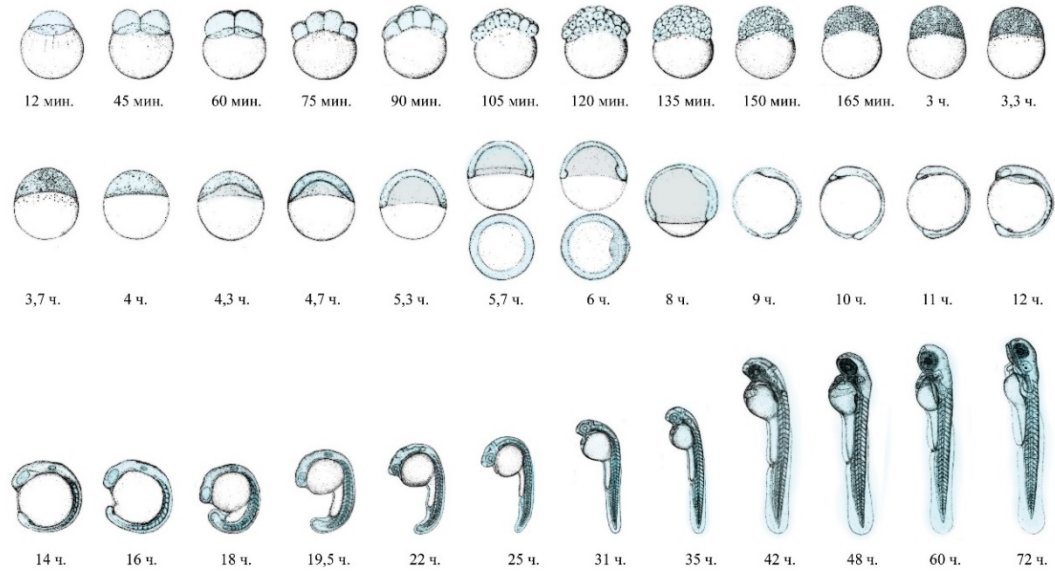 12 мин. 45 мин. 60 мин. 75 мин. 90 мин. 105 мин. 120 мин. 135 мин. 150 мин. 165 мин. 3 ч. 3,3 ч.
3,7 ч. 4 ч. 4,3 ч. 4,7 ч. 5,3 ч. 5,7 ч. 6 ч. 8 ч. 9 ч. 10 ч. 11 ч. 12 ч.
14 ч. 16 ч. 18 ч. 19,5 ч. 22 ч. 25 ч. 31 ч. 35 ч. 42 ч. 48 ч. 60 ч. 72 ч.